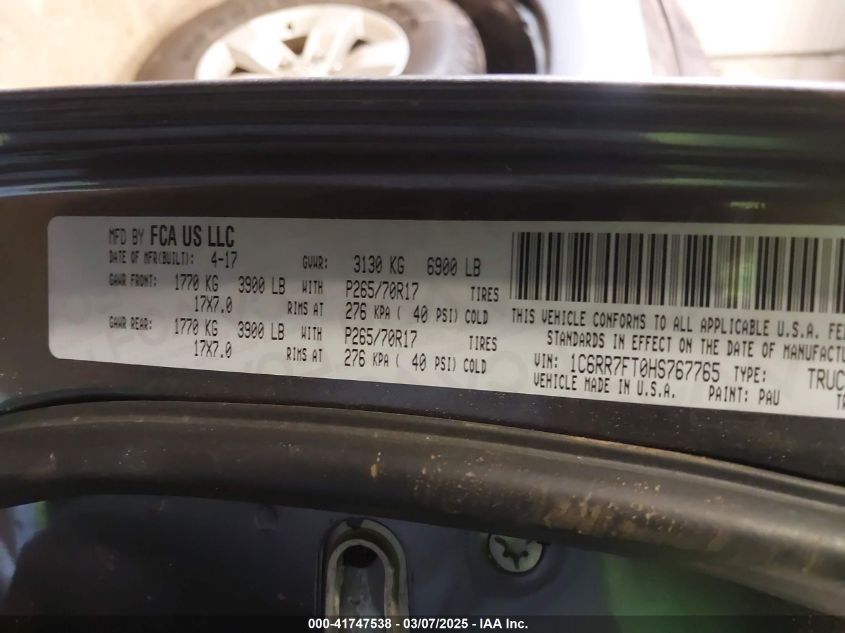 MFD BY FCA US LLC
DATE OF MFR(BUILT): 4-17 GVWR: 3130 KG 6900 LB
GAWR FRONT: 1770 KG 3900 LB WITH P265/70R17 TIRES
17X7.0 RIMS AT 276 KPA ( 40 PSI) COLD
GAWR REAR: 1770 KG 3900 LB WITH P265/70R17 TIRES
17X7.0 RIMS AT 276 KPA ( 40 PSI) COLD
THIS VEHICLE CONFORMS TO ALL APPLICABLE U.S.A.
STANDARDS IN EFFECT ON THE DATE OF
VIN: 1C6RR7FT0HS767765 TYPE:
VEHICLE MADE IN U.S.A. PAINT: PAU
000-41747538 — 03/07/2025 — IAA, Inc.